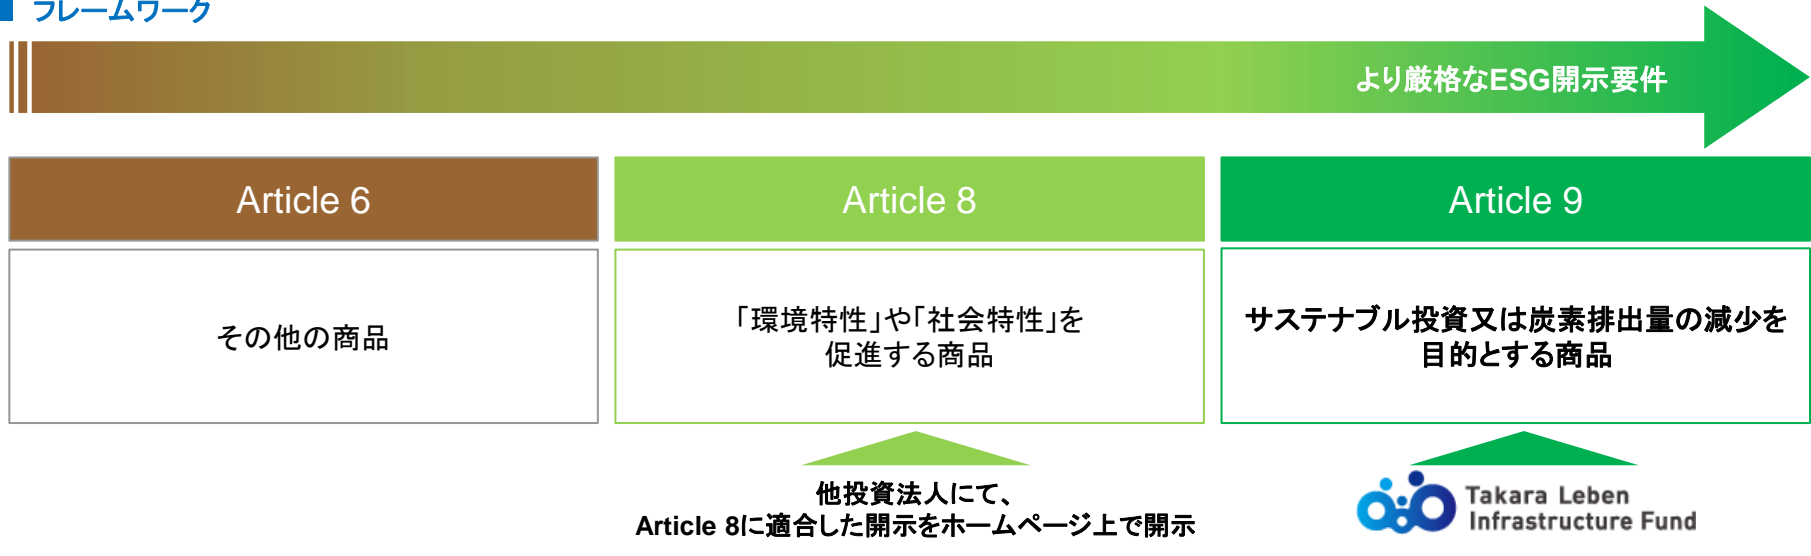 フレームワーク
より厳格なESG開示要件
Article 6
Article 8
Article 9
その他の商品
「環境特性」や「社会特性」を
促進する商品
サステナブル投資又は炭素排出量の減少を
目的とする商品
他投資法人にて、
Article 8に適合した開示をホームページ上で開示
Takara Leben
Infrastructure Fund